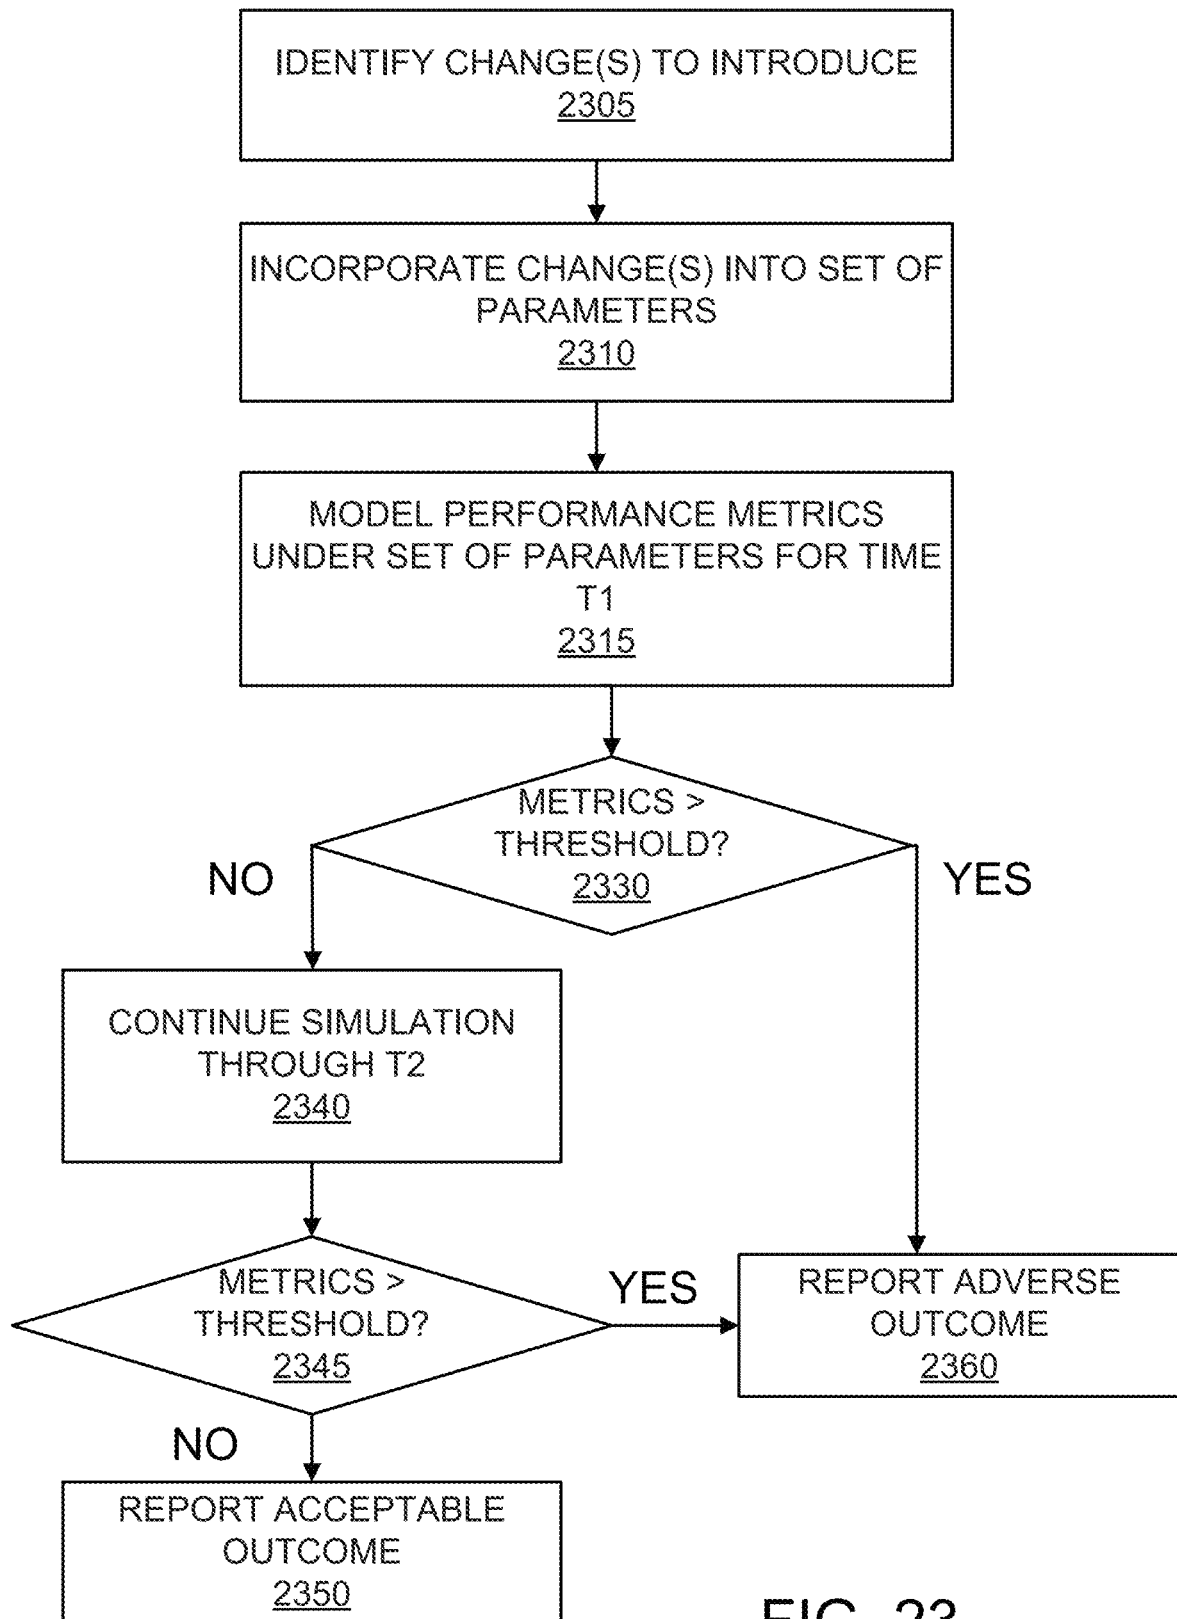 IDENTIFY CHANGE(S) TO INTRODUCE
2305
INCORPORATE CHANGE(S) INTO SET OF
PARAMETERS
2310
MODEL PERFORMANCE METRICS
UNDER SET OF PARAMETERS FOR TIME
T1
2315
METRICS >
THRESHOLD?
2330
NO
YES
CONTINUE SIMULATION
THROUGH T2
2340
METRICS >
THRESHOLD?
2345
YES
REPORT ADVERSE
OUTCOME
2360
NO
REPORT ACCEPTABLE
OUTCOME
2350
FIG. 23